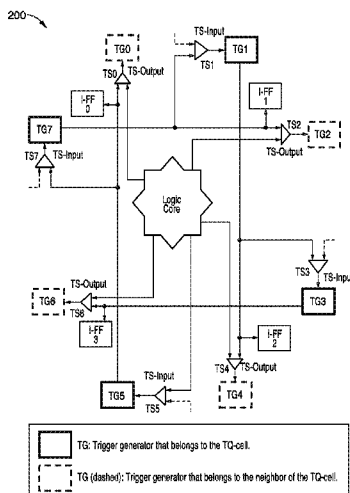 200
TG0
TS-Output
TS0
TS-Input
TS1
TG1
I-FF
0
I-FF
1
TG7
TS2
TG2
TS-Output
TS7
TS-Input
Logic
Core
TS3
TS-Input
TG3
TG6
TS-Output
TS6
I-FF
3
I-FF
2
TS-Input
TS4
TS-Output
TG5
TS5
TG4
TG: Trigger generator that belongs to the TQ-cell.
TG (dashed): Trigger generator that belongs to the neighbor of the TQ-cell.